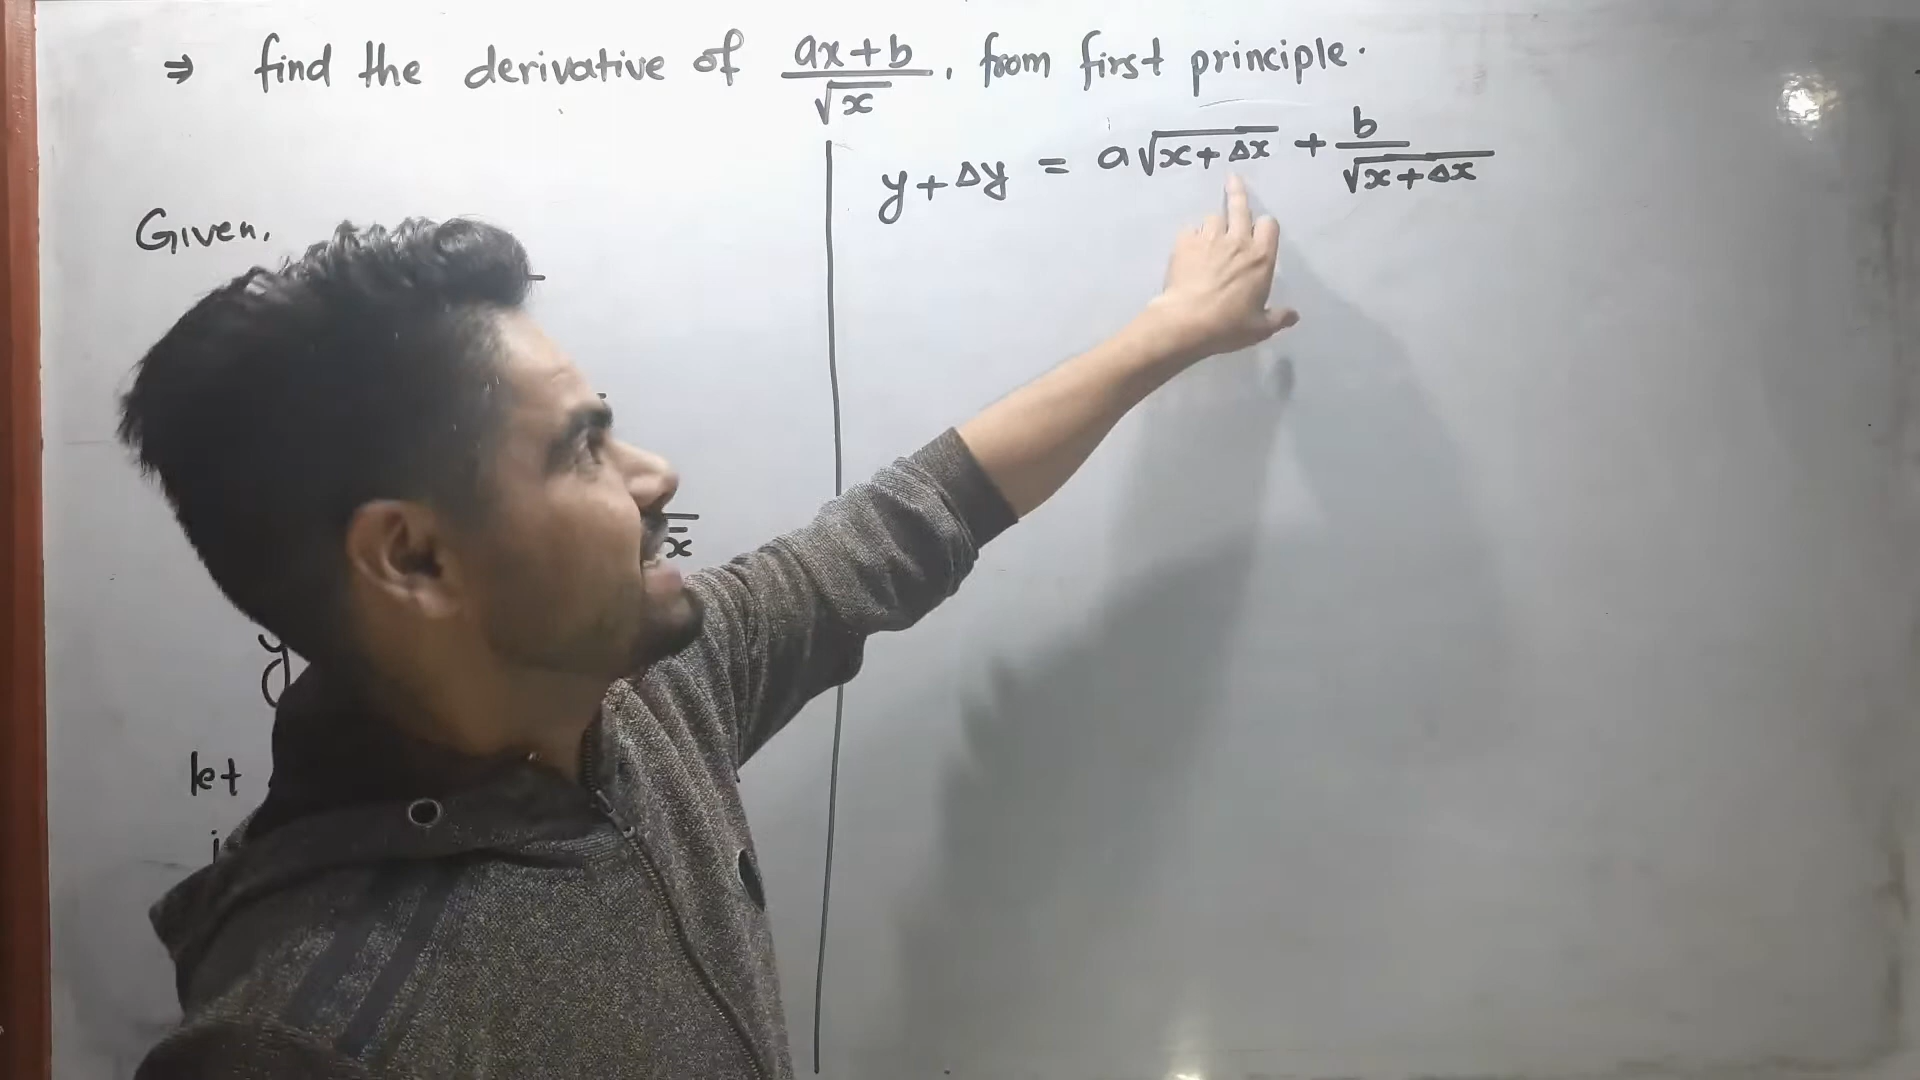 ⇒ find the derivative of (ax+b)/√x, from first principle.
Given,
y
let
y+Δy = a√(x+Δx) + b/√(x+Δx)